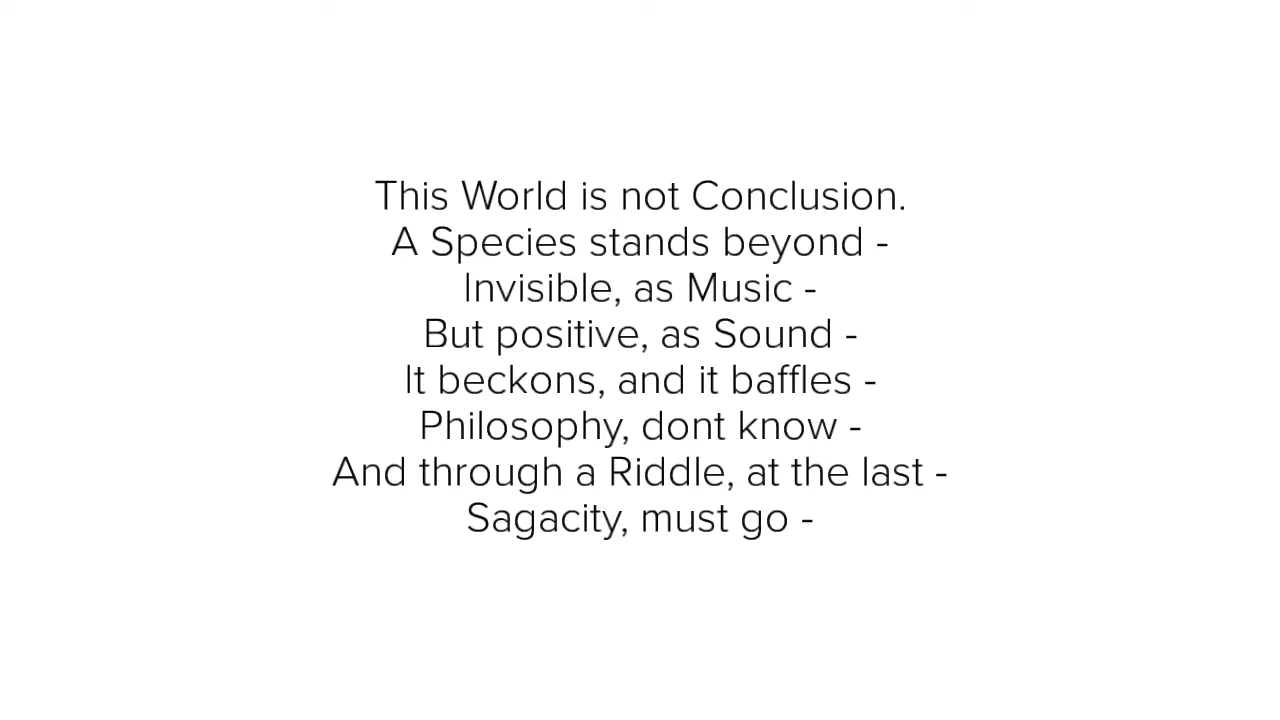 This World is not Conclusion.
A Species stands beyond -
Invisible, as Music -
But positive, as Sound -
It beckons, and it baffles -
Philosophy, dont know -
And through a Riddle, at the last -
Sagacity, must go -